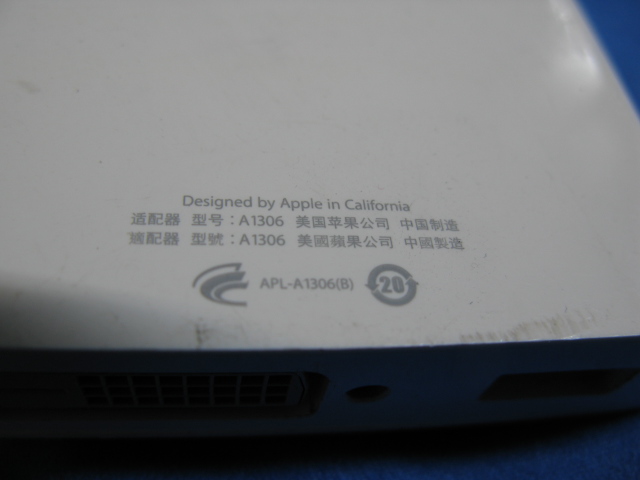 Designed by Apple in California
适配器 型号：A1306 美国苹果公司 中国制造
適配器 型號：A1306 美國蘋果公司 中國製造
APL-A1306(B) 20